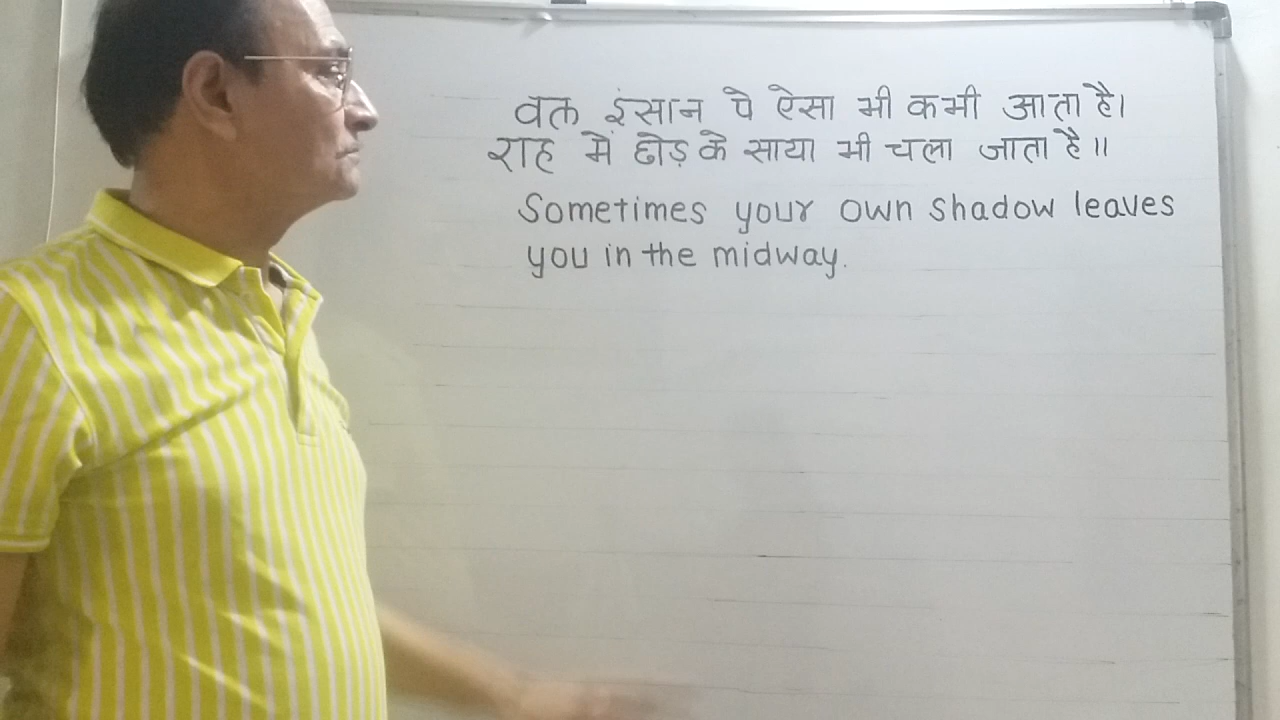 वक्त इंसान पे ऐसा भी कभी आता है।
राह में छोड़ के साया भी चला जाता है॥
Sometimes your own shadow leaves
you in the midway.